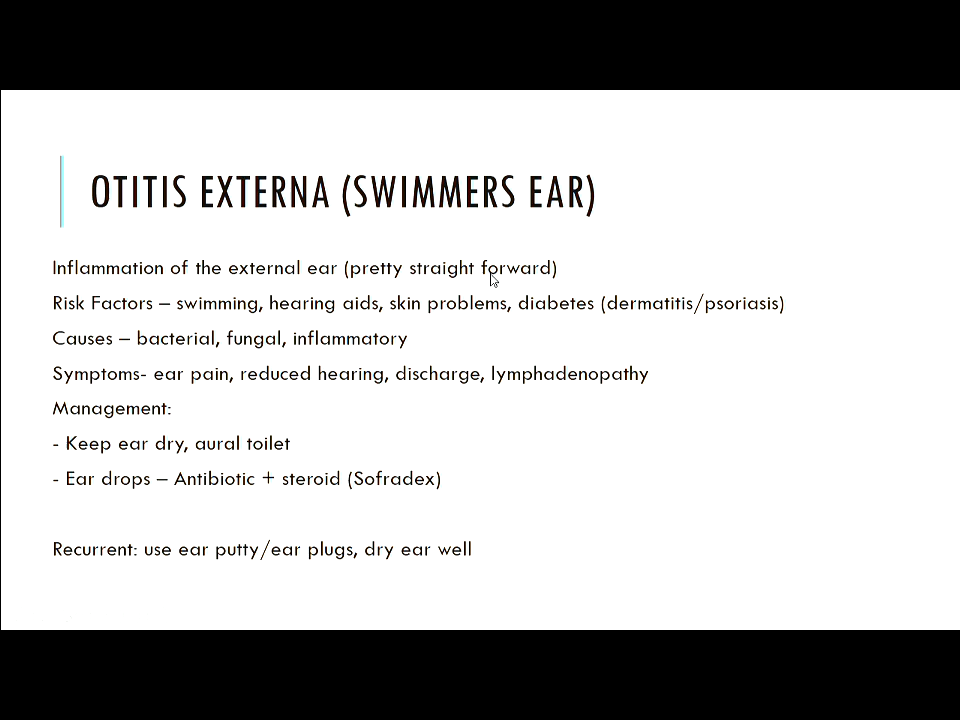 OTITIS EXTERNA (SWIMMERS EAR)
Inflammation of the external ear (pretty straight forward)
Risk Factors – swimming, hearing aids, skin problems, diabetes (dermatitis/psoriasis)
Causes – bacterial, fungal, inflammatory
Symptoms- ear pain, reduced hearing, discharge, lymphadenopathy
Management:
- Keep ear dry, aural toilet
- Ear drops – Antibiotic + steroid (Sofradex)
Recurrent: use ear putty/ear plugs, dry ear well